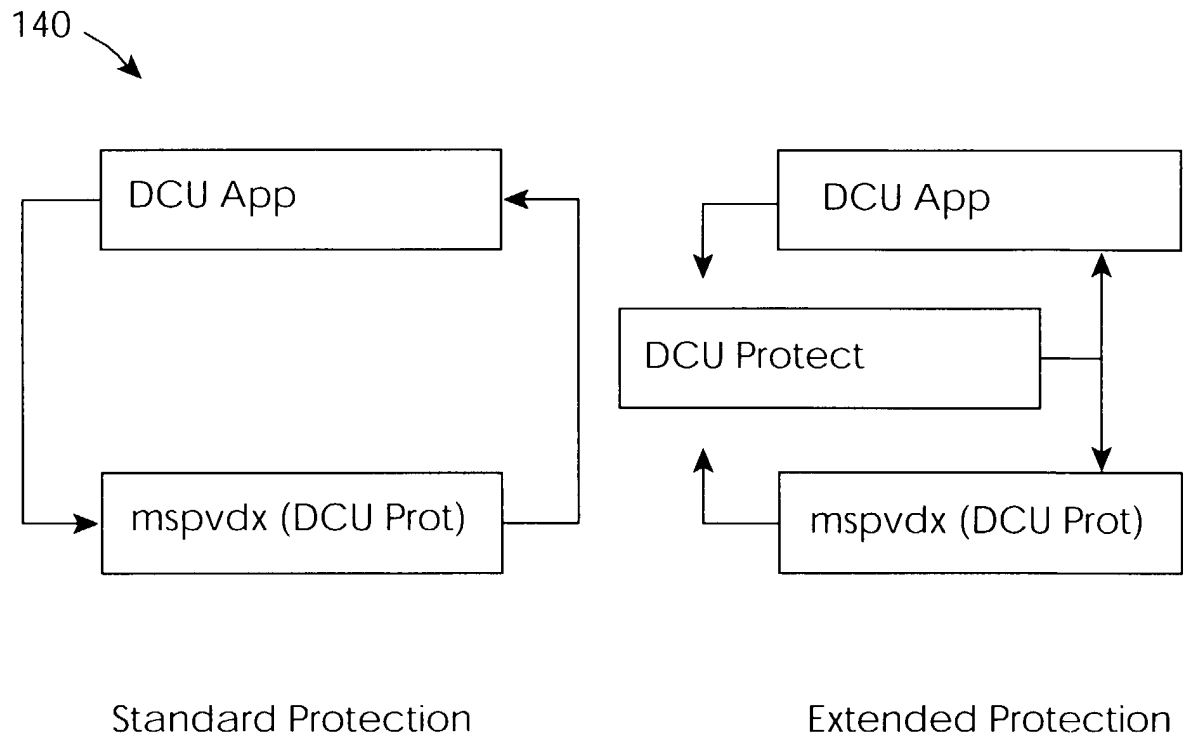 140
DCU App
mspvdx (DCU Prot)
Standard Protection
DCU App
DCU Protect
mspvdx (DCU Prot)
Extended Protection